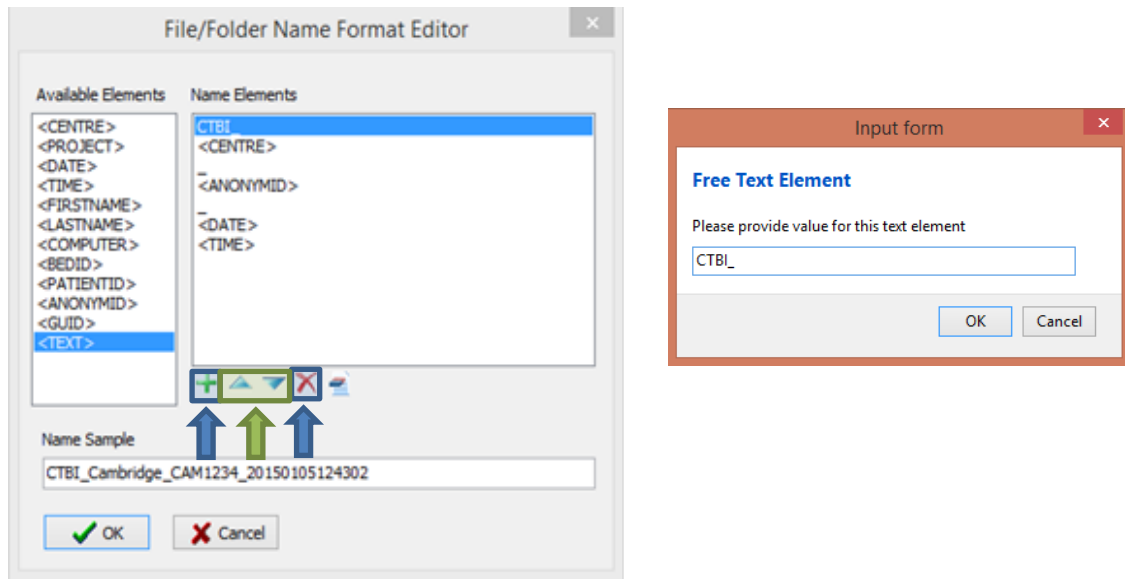 File/Folder Name Format Editor
Available Elements
<CENTRE>
<PROJECT>
<DATE>
<TIME>
<FIRSTNAME>
<LASTNAME>
<COMPUTER>
<BEDID>
<PATIENTID>
<ANONYMID>
<GUID>
<TEXT>
Name Elements
CTBI_
<CENTRE>
_
<ANONYMID>
_
<DATE>
<TIME>
Name Sample
CTBI_Cambridge_CAM1234_20150105124302
OK
Cancel
Input form
Free Text Element
Please provide value for this text element
CTBI_
OK
Cancel